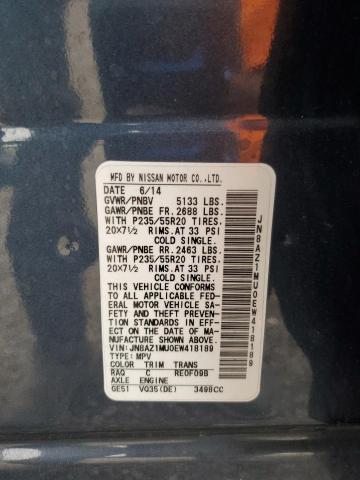 MFD BY NISSAN MOTOR CO.,LTD.
DATE 6/14
GVWR/PNBV 5133 LBS.
GAWR/PNBE FR. 2688 LBS.
WITH P235/55R20 TIRES.
20X7½ RIMS.AT 33 PSI
COLD SINGLE.
GAWR/PNBE RR. 2463 LBS.
WITH P235/55R20 TIRES.
20X7½ RIMS.AT 33 PSI
COLD SINGLE.
THIS VEHICLE CONFORMS
TO ALL APPLICABLE FED-
ERAL MOTOR VEHICLE SA-
FETY AND THEFT PREVEN-
TION STANDARDS IN EFF-
ECT ON THE DATE OF MA-
NUFACTURE SHOWN ABOVE.
VIN:JN8AZ1MU0EW418189
TYPE: MPV
COLOR TRIM TRANS
RAQ C RE0F09B
AXLE ENGINE
GE51 VQ35(DE) 3498CC
JN8AZ1MU0EW418189